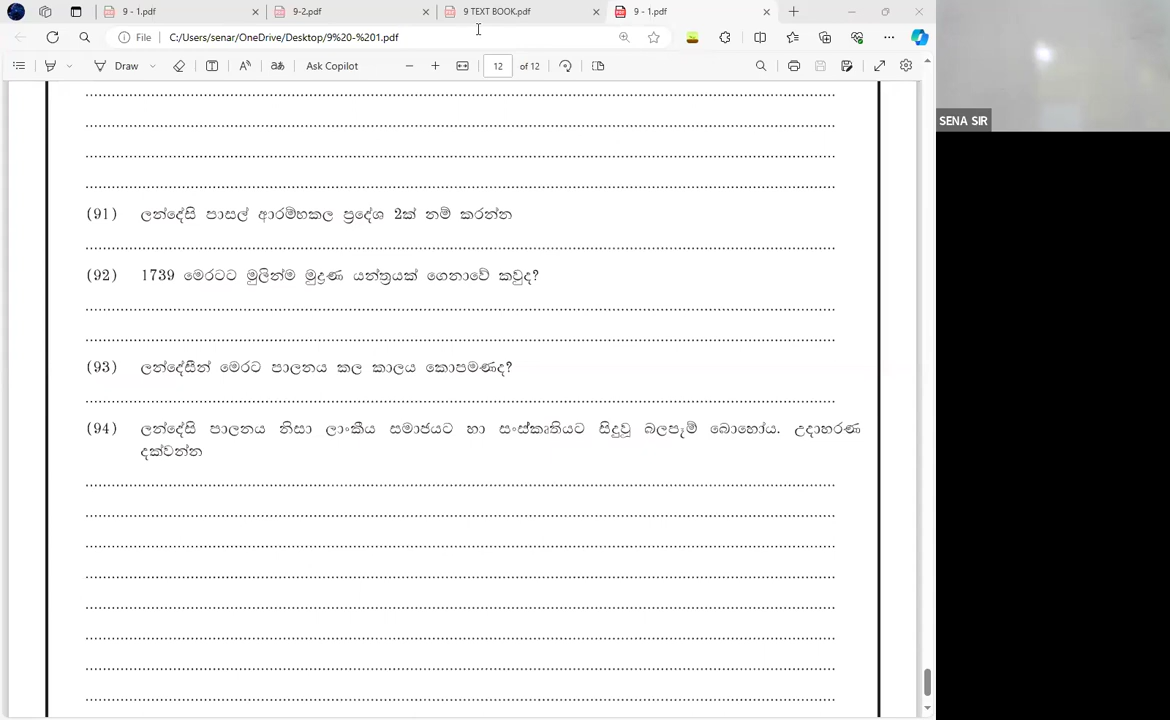 9 - 1.pdf
9-2.pdf
9 TEXT BOOK.pdf
9 - 1.pdf
File C:/Users/senar/OneDrive/Desktop/9%20-%201.pdf
Draw
Ask Copilot
12 of 12
SENA SIR
(91) ලන්දේසි පාසල් ආරම්භකල ප්‍රදේශ 2ක් නම් කරන්න
(92) 1739 මෙරටට මුලින්ම මුද්‍රණ යන්ත්‍රයක් ගෙනාවේ කවුද?
(93) ලන්දේසීන් මෙරට පාලනය කල කාලය කොපමණද?
(94) ලන්දේසි පාලනය නිසා ලාංකීය සමාජයට හා සංස්කෘතියට සිදුවූ බලපෑම් බොහෝය. උදාහරණ
දක්වන්න